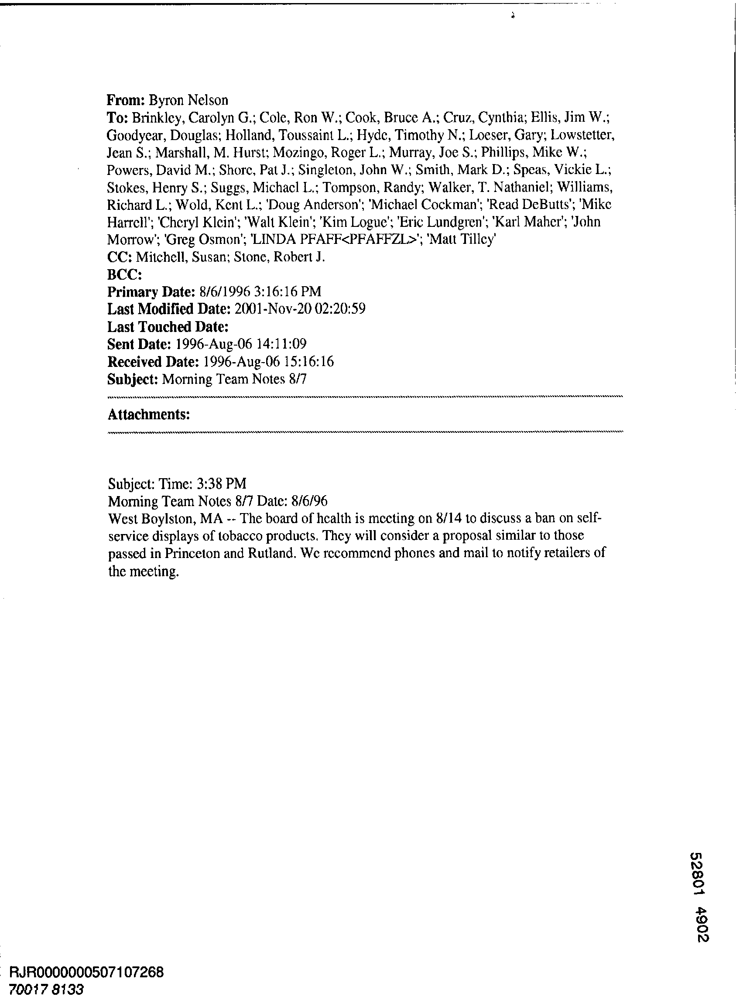 From: Byron Nelson
To: Brinkley, Carolyn G.; Cole, Ron W.; Cook, Bruce A.; Cruz, Cynthia; Ellis, Jim W.;
Goodyear, Douglas; Holland, Toussaint L.; Hyde, Timothy N.; Loeser, Gary; Lowstetter,
Jean S.; Marshall, M. Hurst; Mozingo, Roger L.; Murray, Joe S.; Phillips, Mike W.;
Powers, David M.; Shore, Pat J.; Singleton, John W.; Smith, Mark D.; Speas, Vickie L.;
Stokes, Henry S.; Suggs, Michael L.; Tompson, Randy; Walker, T. Nathaniel; Williams,
Richard L.; Wold, Kent L.; 'Doug Anderson'; 'Michael Cockman'; 'Read DeButts'; 'Mike
Harrell'; 'Cheryl Klein'; 'Walt Klein'; 'Kim Logue'; 'Eric Lundgren'; 'Karl Maher'; 'John
Morrow'; 'Greg Osmon'; 'LINDA PFAFF<PFAFFZL>'; 'Matt Tilley'
CC: Mitchell, Susan; Stone, Robert J.
BCC:
Primary Date: 8/6/1996 3:16:16 PM
Last Modified Date: 2001-Nov-20 02:20:59
Last Touched Date:
Sent Date: 1996-Aug-06 14:11:09
Received Date: 1996-Aug-06 15:16:16
Subject: Morning Team Notes 8/7
Attachments:
Subject: Time: 3:38 PM
Morning Team Notes 8/7 Date: 8/6/96
West Boylston, MA -- The board of health is meeting on 8/14 to discuss a ban on self-
service displays of tobacco products. They will consider a proposal similar to those
passed in Princeton and Rutland. We recommend phones and mail to notify retailers of
the meeting.
52801 4902
RJR0000000507107268
70017 8133